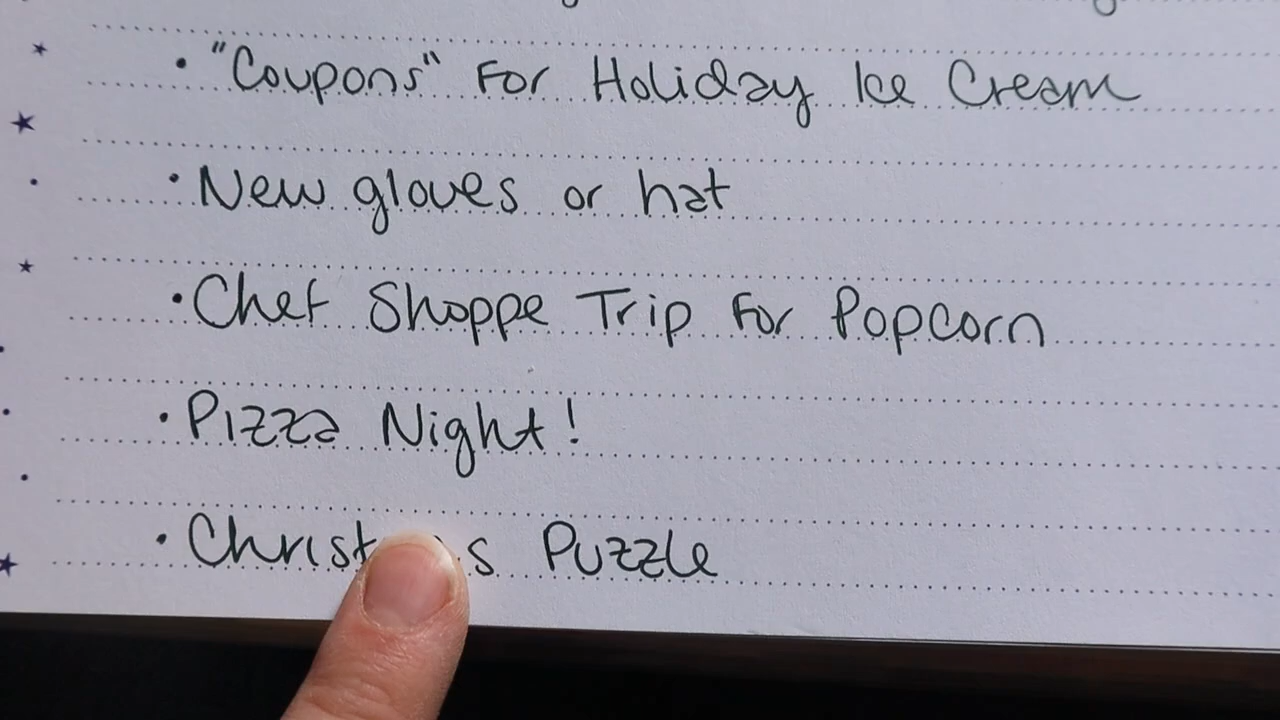 • "Coupons" For Holiday Ice Cream
• New gloves or hat
• Chef Shoppe Trip For Popcorn
• Pizza Night!
• Puzzle